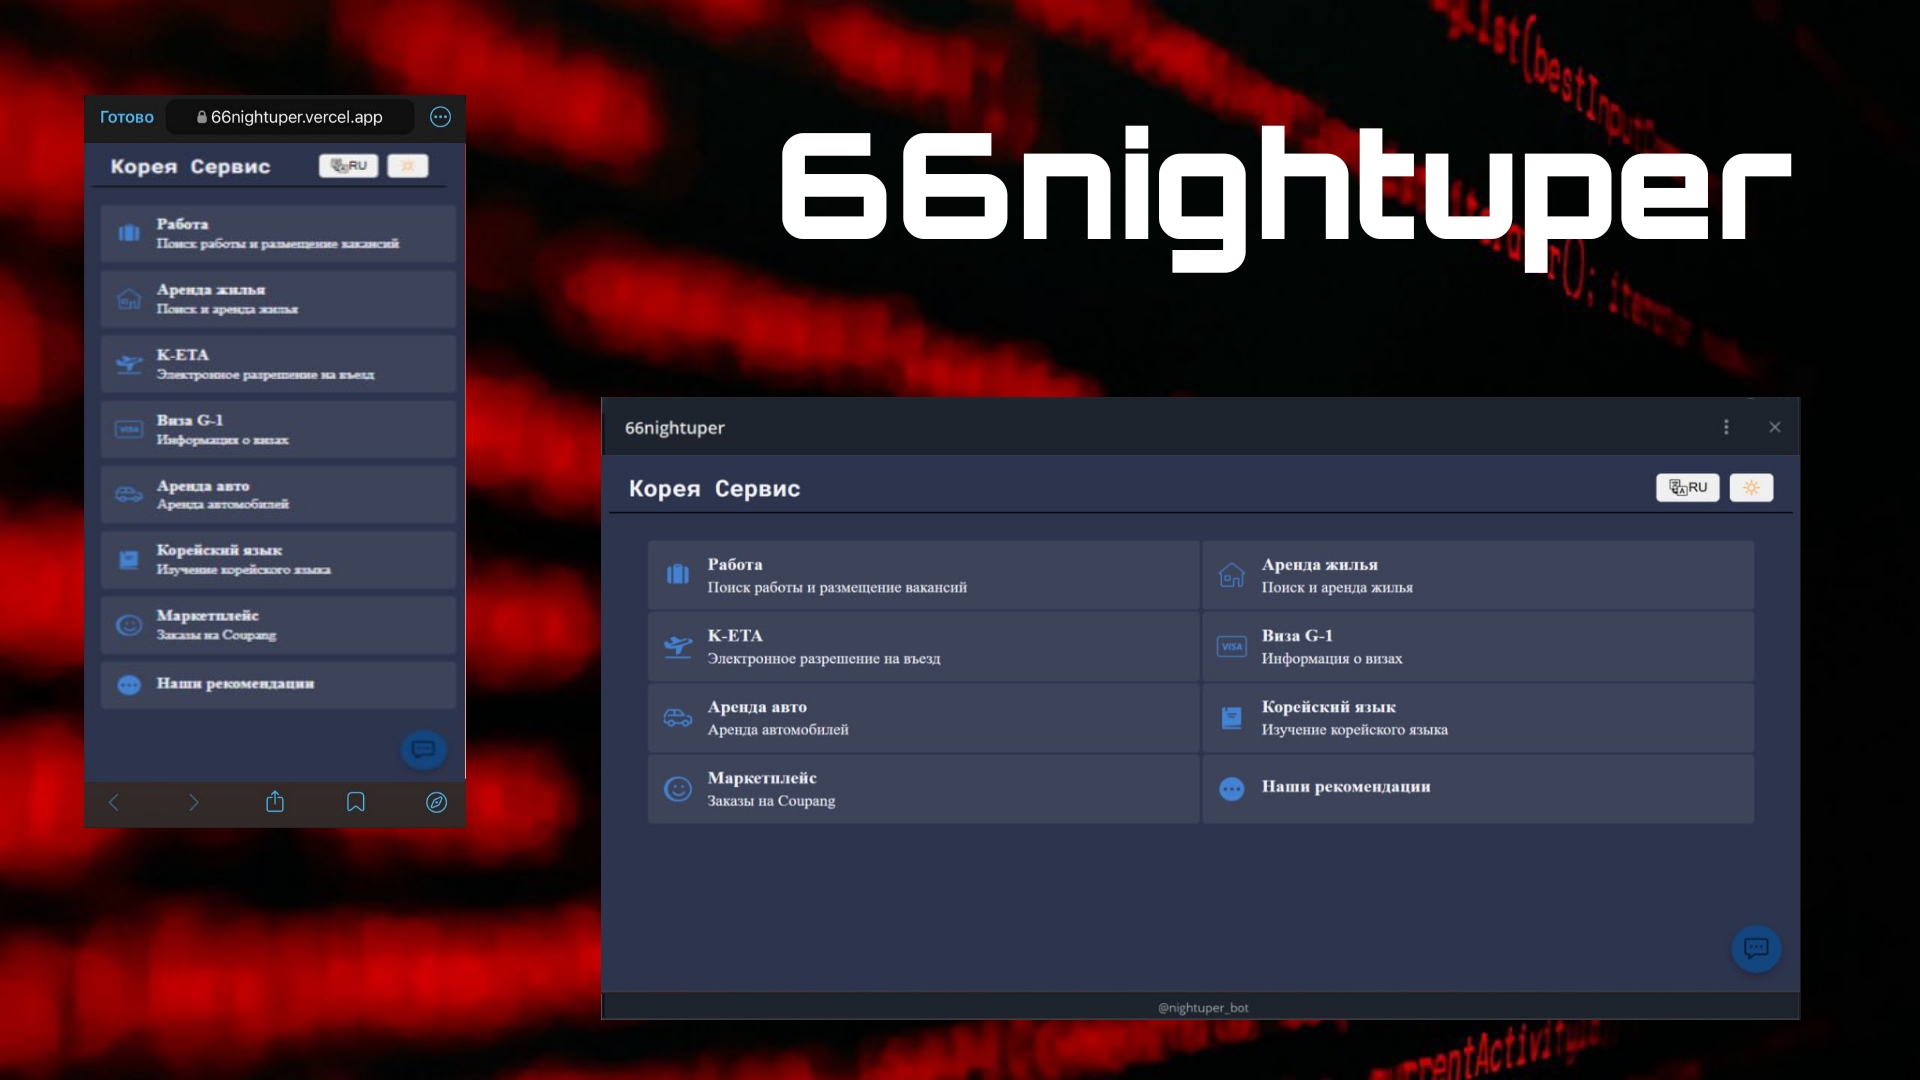 Готово
66nightuper.vercel.app
Корея Сервис
RU
Работа
Поиск работы и размещение вакансий
Аренда жилья
Поиск и аренда жилья
K-ETA
Электронное разрешение на въезд
VISA
Виза G-1
Информация о визах
Аренда авто
Аренда автомобилей
Корейский язык
Изучение корейского языка
Маркетплейс
Заказы на Coupang
Наши рекомендации
66nightuper
66nightuper
Корея Сервис
RU
Работа
Поиск работы и размещение вакансий
Аренда жилья
Поиск и аренда жилья
K-ETA
Электронное разрешение на въезд
VISA
Виза G-1
Информация о визах
Аренда авто
Аренда автомобилей
Корейский язык
Изучение корейского языка
Маркетплейс
Заказы на Coupang
Наши рекомендации
@nightuper_bot